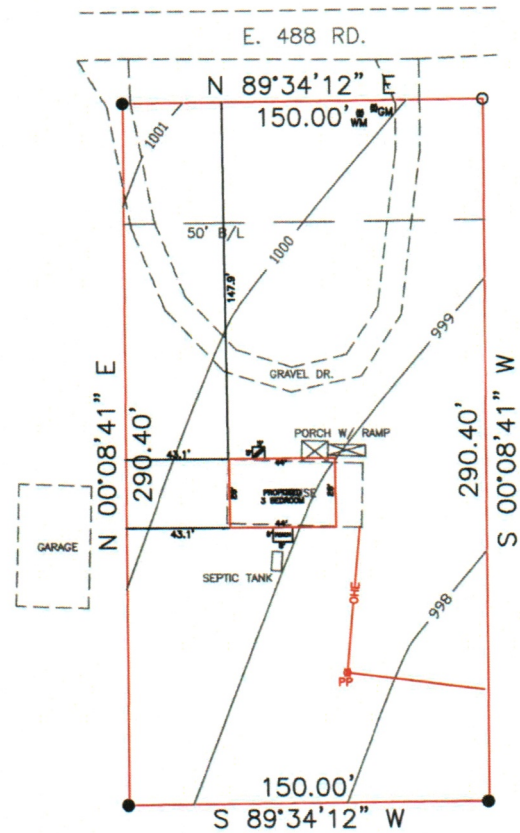 E. 488 RD.
N 89°34'12" E
150.00'
WM
GM
1001
50' B/L
1000
147.9'
999
GRAVEL DR.
N 00°08'41" E
290.40'
S 00°08'41" W
290.40'
PORCH W/ RAMP
43.1'
44'
PROPOSED
3 BEDROOM
SE
44'
43.1'
GARAGE
SEPTIC TANK
OHE
998
PP
150.00'
S 89°34'12" W